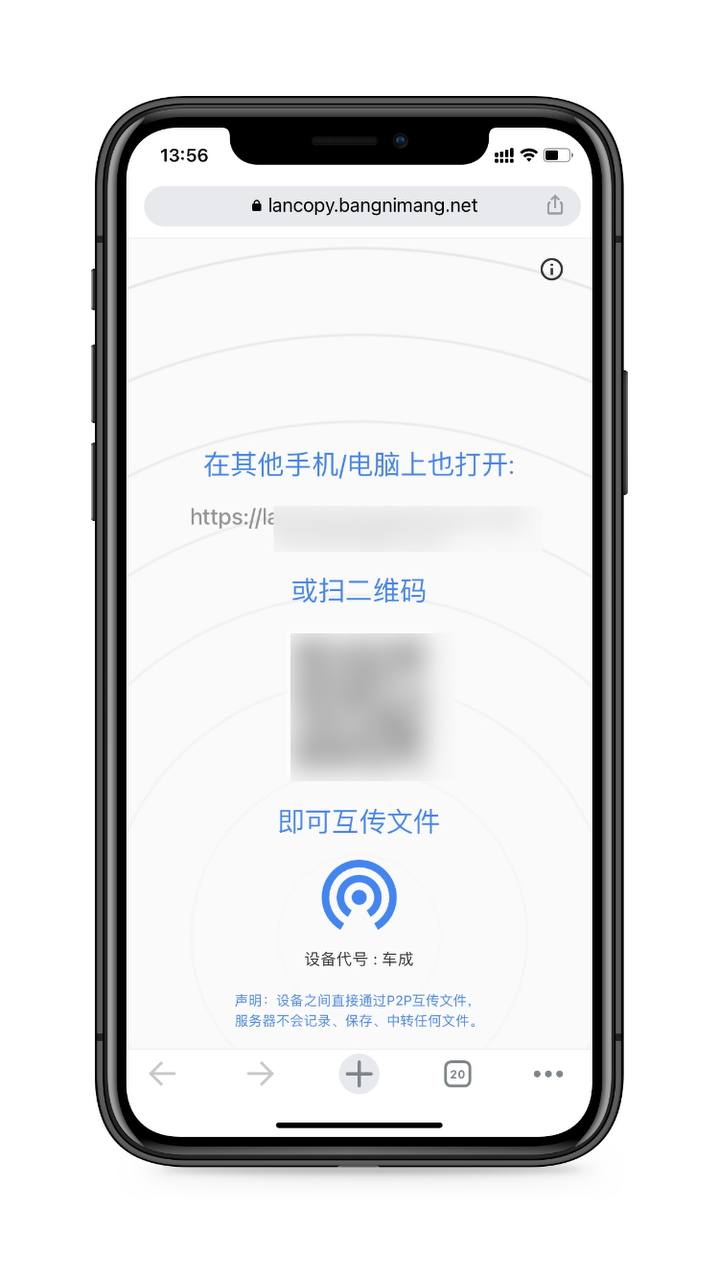 13:56
lancopy.bangnimang.net
在其他手机/电脑上也打开:
https://la
或扫二维码
即可互传文件
设备代号 : 车成
声明：设备之间直接通过P2P互传文件，
服务器不会记录、保存、中转任何文件。
20